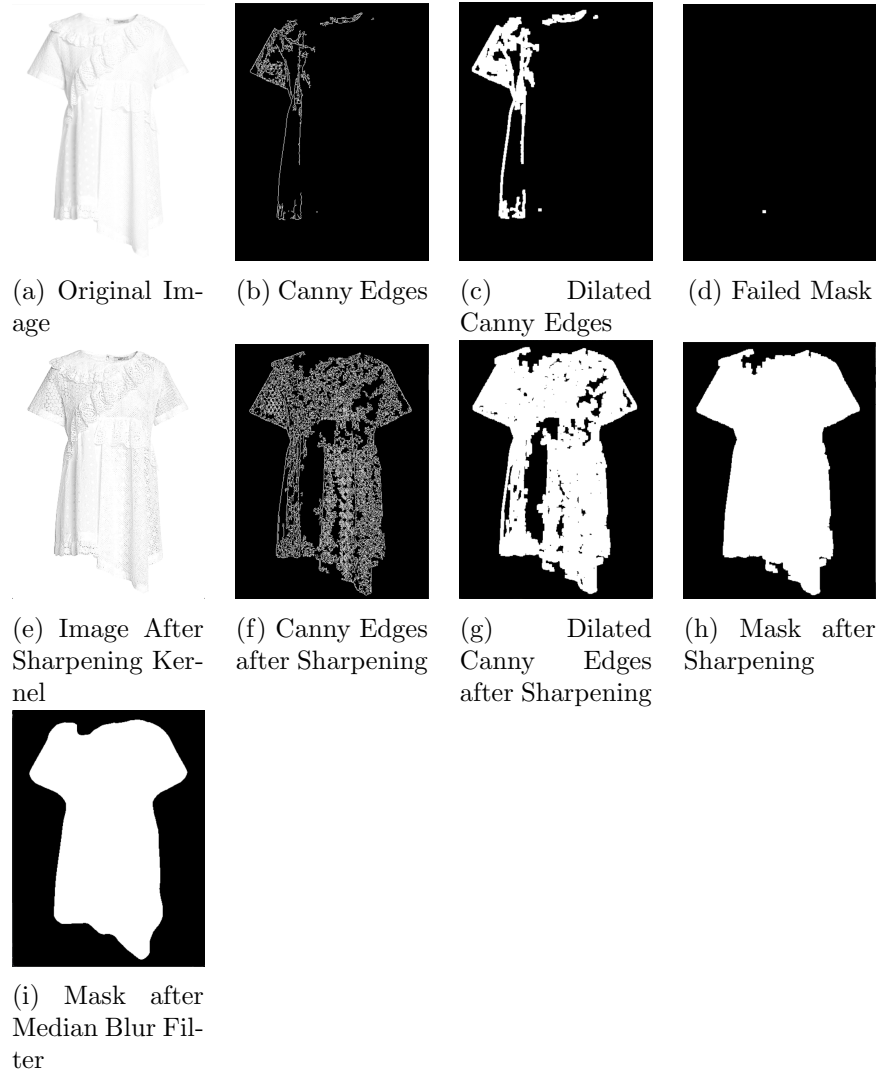 (a) Original Im-
age
(b) Canny Edges
(c) Dilated
Canny Edges
(d) Failed Mask
(e) Image After
Sharpening Ker-
nel
(f) Canny Edges
after Sharpening
(g) Dilated
Canny Edges
after Sharpening
(h) Mask after
Sharpening
(i) Mask after
Median Blur Fil-
ter